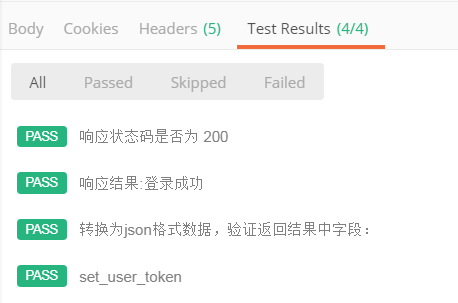 Body Cookies Headers (5) Test Results (4/4)
All Passed Skipped Failed
PASS 响应状态码是否为 200
PASS 响应结果:登录成功
PASS 转换为json格式数据，验证返回结果中字段：
PASS set_user_token